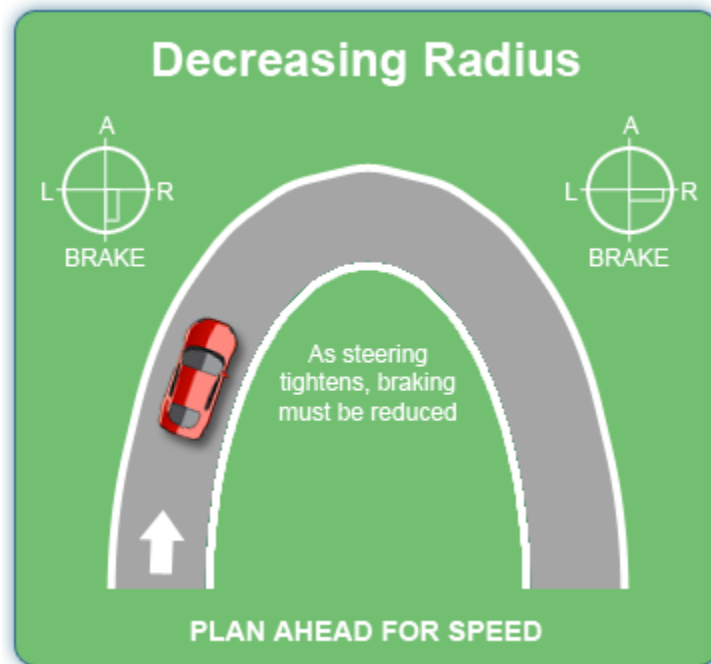 Decreasing Radius
A
L R
BRAKE
A
L R
BRAKE
As steering
tightens, braking
must be reduced
PLAN AHEAD FOR SPEED